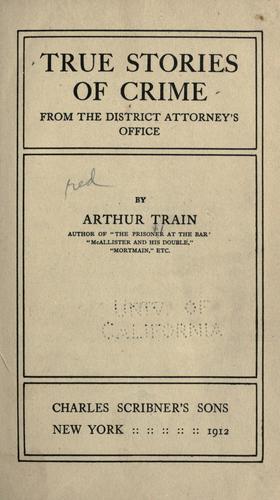 TRUE STORIES
OF CRIME
FROM THE DISTRICT ATTORNEY'S
OFFICE
red
BY
ARTHUR TRAIN
AUTHOR OF "THE PRISONER AT THE BAR"
"McALLISTER AND HIS DOUBLE,"
"MORTMAIN," ETC.
UNIV. OF
CALIFORNIA
CHARLES SCRIBNER'S SONS
NEW YORK :: :: :: :: :: 1912